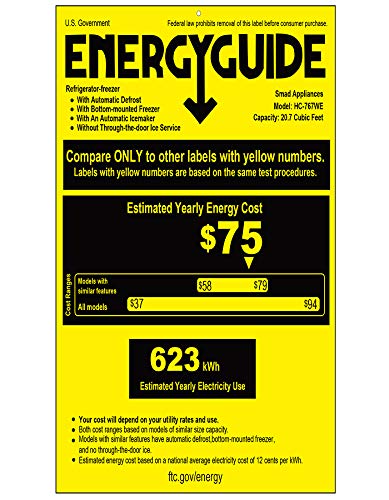 U.S. Government
Federal law prohibits removal of this label before consumer purchase.
ENERGYGUIDE
Refrigerator-freezer
• With Automatic Defrost
• With Bottom-mounted Freezer
• With An Automatic Icemaker
• Without Through-the-door Ice Service
Smad Appliances
Model: HC-767WE
Capacity: 20.7 Cubic Feet
Compare ONLY to other labels with yellow numbers.
Labels with yellow numbers are based on the same test procedures.
Estimated Yearly Energy Cost
$75
Cost Ranges
Models with
similar features
$58
$79
All models
$37
$94
623 kWh
Estimated Yearly Electricity Use
• Your cost will depend on your utility rates and use.
• Both cost ranges based on models of similar size capacity.
• Models with similar features have automatic defrost,bottom-mounted freezer,
and no through-the-door ice.
• Estimated energy cost based on a national average electricity cost of 12 cents per kWh.
ftc.gov/energy